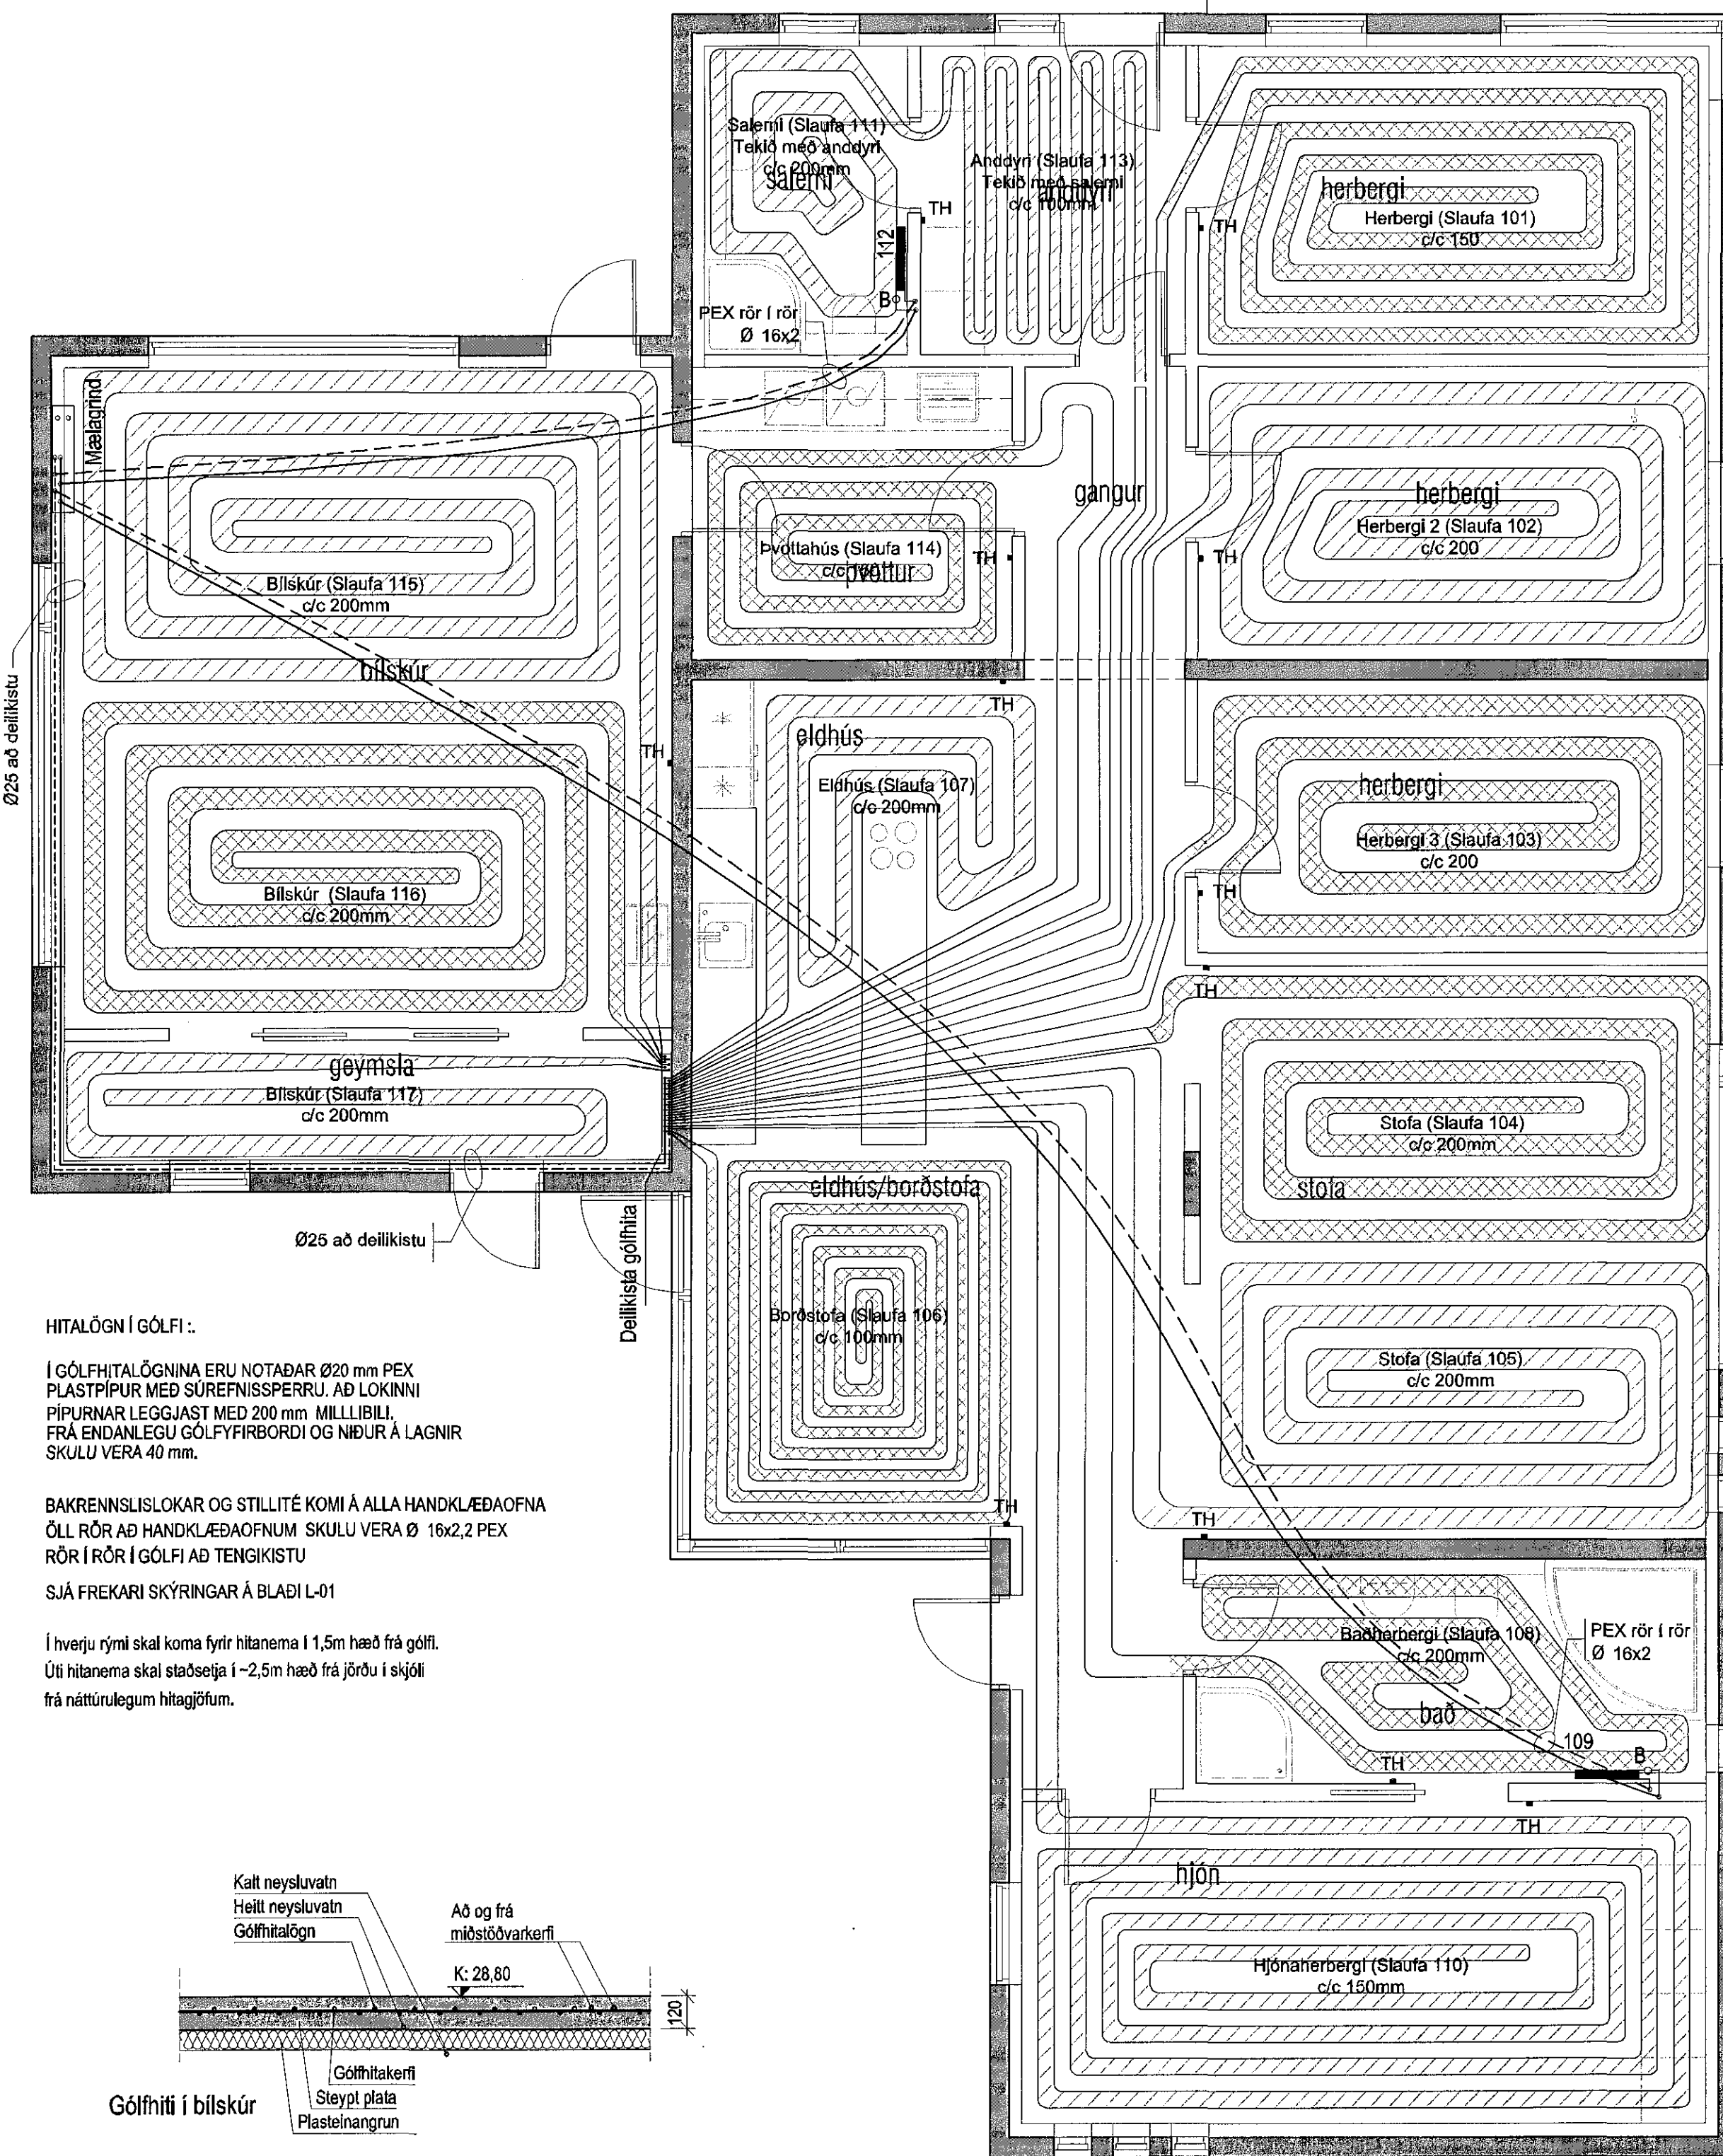 Salerni (Slaufa 111)
Tekið með anddyri
c/c 200mm
salerni
Anddyri (Slaufa 113)
Tekið með salerni
c/c 100mm
anddyri
TH
112
B
PEX rör í rör
Ø 16x2
herbergi
Herbergi (Slaufa 101)
c/c 150
TH
Mælagrind
gangur
herbergi
Herbergi 2 (Slaufa 102)
c/c 200
TH
Þvottahús (Slaufa 114)
þvottur
TH
Bílskúr (Slaufa 115)
c/c 200mm
bílskúr
Ø25 að deilikistu
TH
TH
eldhús
Eldhús (Slaufa 107)
c/c 200mm
herbergi
Herbergi 3 (Slaufa 103)
c/c 200
TH
Bílskúr (Slaufa 116)
c/c 200mm
TH
geymsla
Bílskúr (Slaufa 117)
c/c 200mm
Stofa (Slaufa 104)
c/c 200mm
stofa
eldhús/borðstofa
Ø25 að deilikistu
Deilikista gólfhita
Borðstofa (Slaufa 106)
c/c 100mm
TH
Stofa (Slaufa 105)
c/c 200mm
TH
HITALÖGN Í GÓLFI :.
Í GÓLFHITALÖGNINA ERU NOTAÐAR Ø20 mm PEX
PLASTPÍPUR MEÐ SÚREFNISSPERRU. AÐ LOKINNI
PÍPURNAR LEGGJAST MED 200 mm MILLLIBILI.
FRÁ ENDANLEGU GÓLFYFIRBORDI OG NIÐUR Á LAGNIR
SKULU VERA 40 mm.
BAKRENNSLISLOKAR OG STILLITÉ KOMI Á ALLA HANDKLÆÐAOFNA
ÖLL RÖR AÐ HANDKLÆÐAOFNUM SKULU VERA Ø 16x2,2 PEX
RÖR Í RÖR Í GÓLFI AÐ TENGIKISTU
SJÁ FREKARI SKÝRINGAR Á BLAÐI L-01
Í hverju rými skal koma fyrir hitanema í 1,5m hæð frá gólfi.
Úti hitanema skal staðsetja í ~2,5m hæð frá jörðu í skjóli
frá náttúrulegum hitagjöfum.
Baðherbergi (Slaufa 108)
c/c 200mm
bað
PEX rör í rör
Ø 16x2
109
B
TH
TH
hjón
Hjónaherbergi (Slaufa 110)
c/c 150mm
Kalt neysluvatn
Heitt neysluvatn
Gólfhitalögn
Að og frá
miðstöðvarkerfi
K: 28,80
120
Gólfhitakerfi
Steypt plata
Plasteinangrun
Gólfhiti í bílskúr